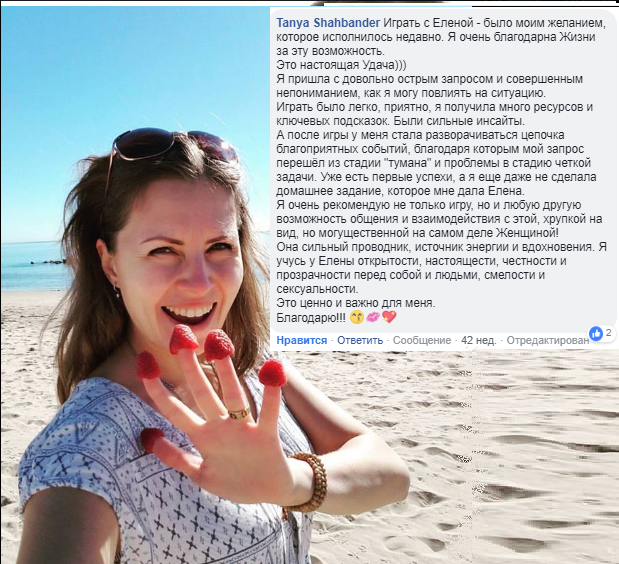 Tanya Shahbander Играть с Еленой - было моим желанием,
которое исполнилось недавно. Я очень благодарна Жизни
за эту возможность.
Это настоящая Удача)))
Я пришла с довольно острым запросом и совершенным
непониманием, как я могу повлиять на ситуацию.
Играть было легко, приятно, я получила много ресурсов и
ключевых подсказок. Были сильные инсайты.
А после игры у меня стала разворачиваться цепочка
благоприятных событий, благодаря которым мой запрос
перешёл из стадии "тумана" и проблемы в стадию четкой
задачи. Уже есть первые успехи, а я еще даже не сделала
домашнее задание, которое мне дала Елена.
Я очень рекомендую не только игру, но и любую другую
возможность общения и взаимодействия с этой, хрупкой на
вид, но могущественной на самом деле Женщиной!
Она сильный проводник, источник энергии и вдохновения. Я
учусь у Елены открытости, настоящести, честности и
прозрачности перед собой и людьми, смелости и
сексуальности.
Это ценно и важно для меня.
Благодарю!!! 😙💋💖
2
Нравится · Ответить · Сообщение · 42 нед. · Отредактирован